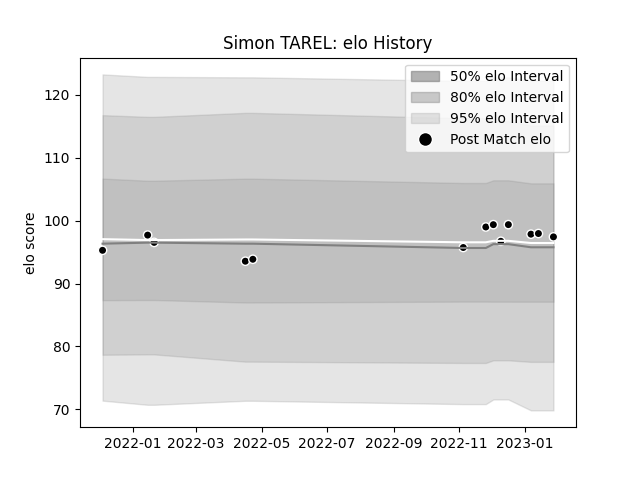 Simon TAREL: elo History
50% elo Interval
80% elo Interval
95% elo Interval
Post Match elo
elo score
120
110
100
90
80
70
2022-01 2022-03 2022-05 2022-07 2022-09 2022-11 2023-01